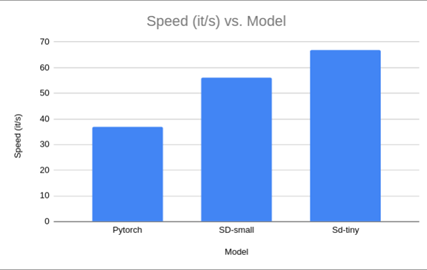 Speed (it/s) vs. Model
70
60
50
40
30
20
10
0
Speed (it/s)
Pytorch SD-small Sd-tiny
Model